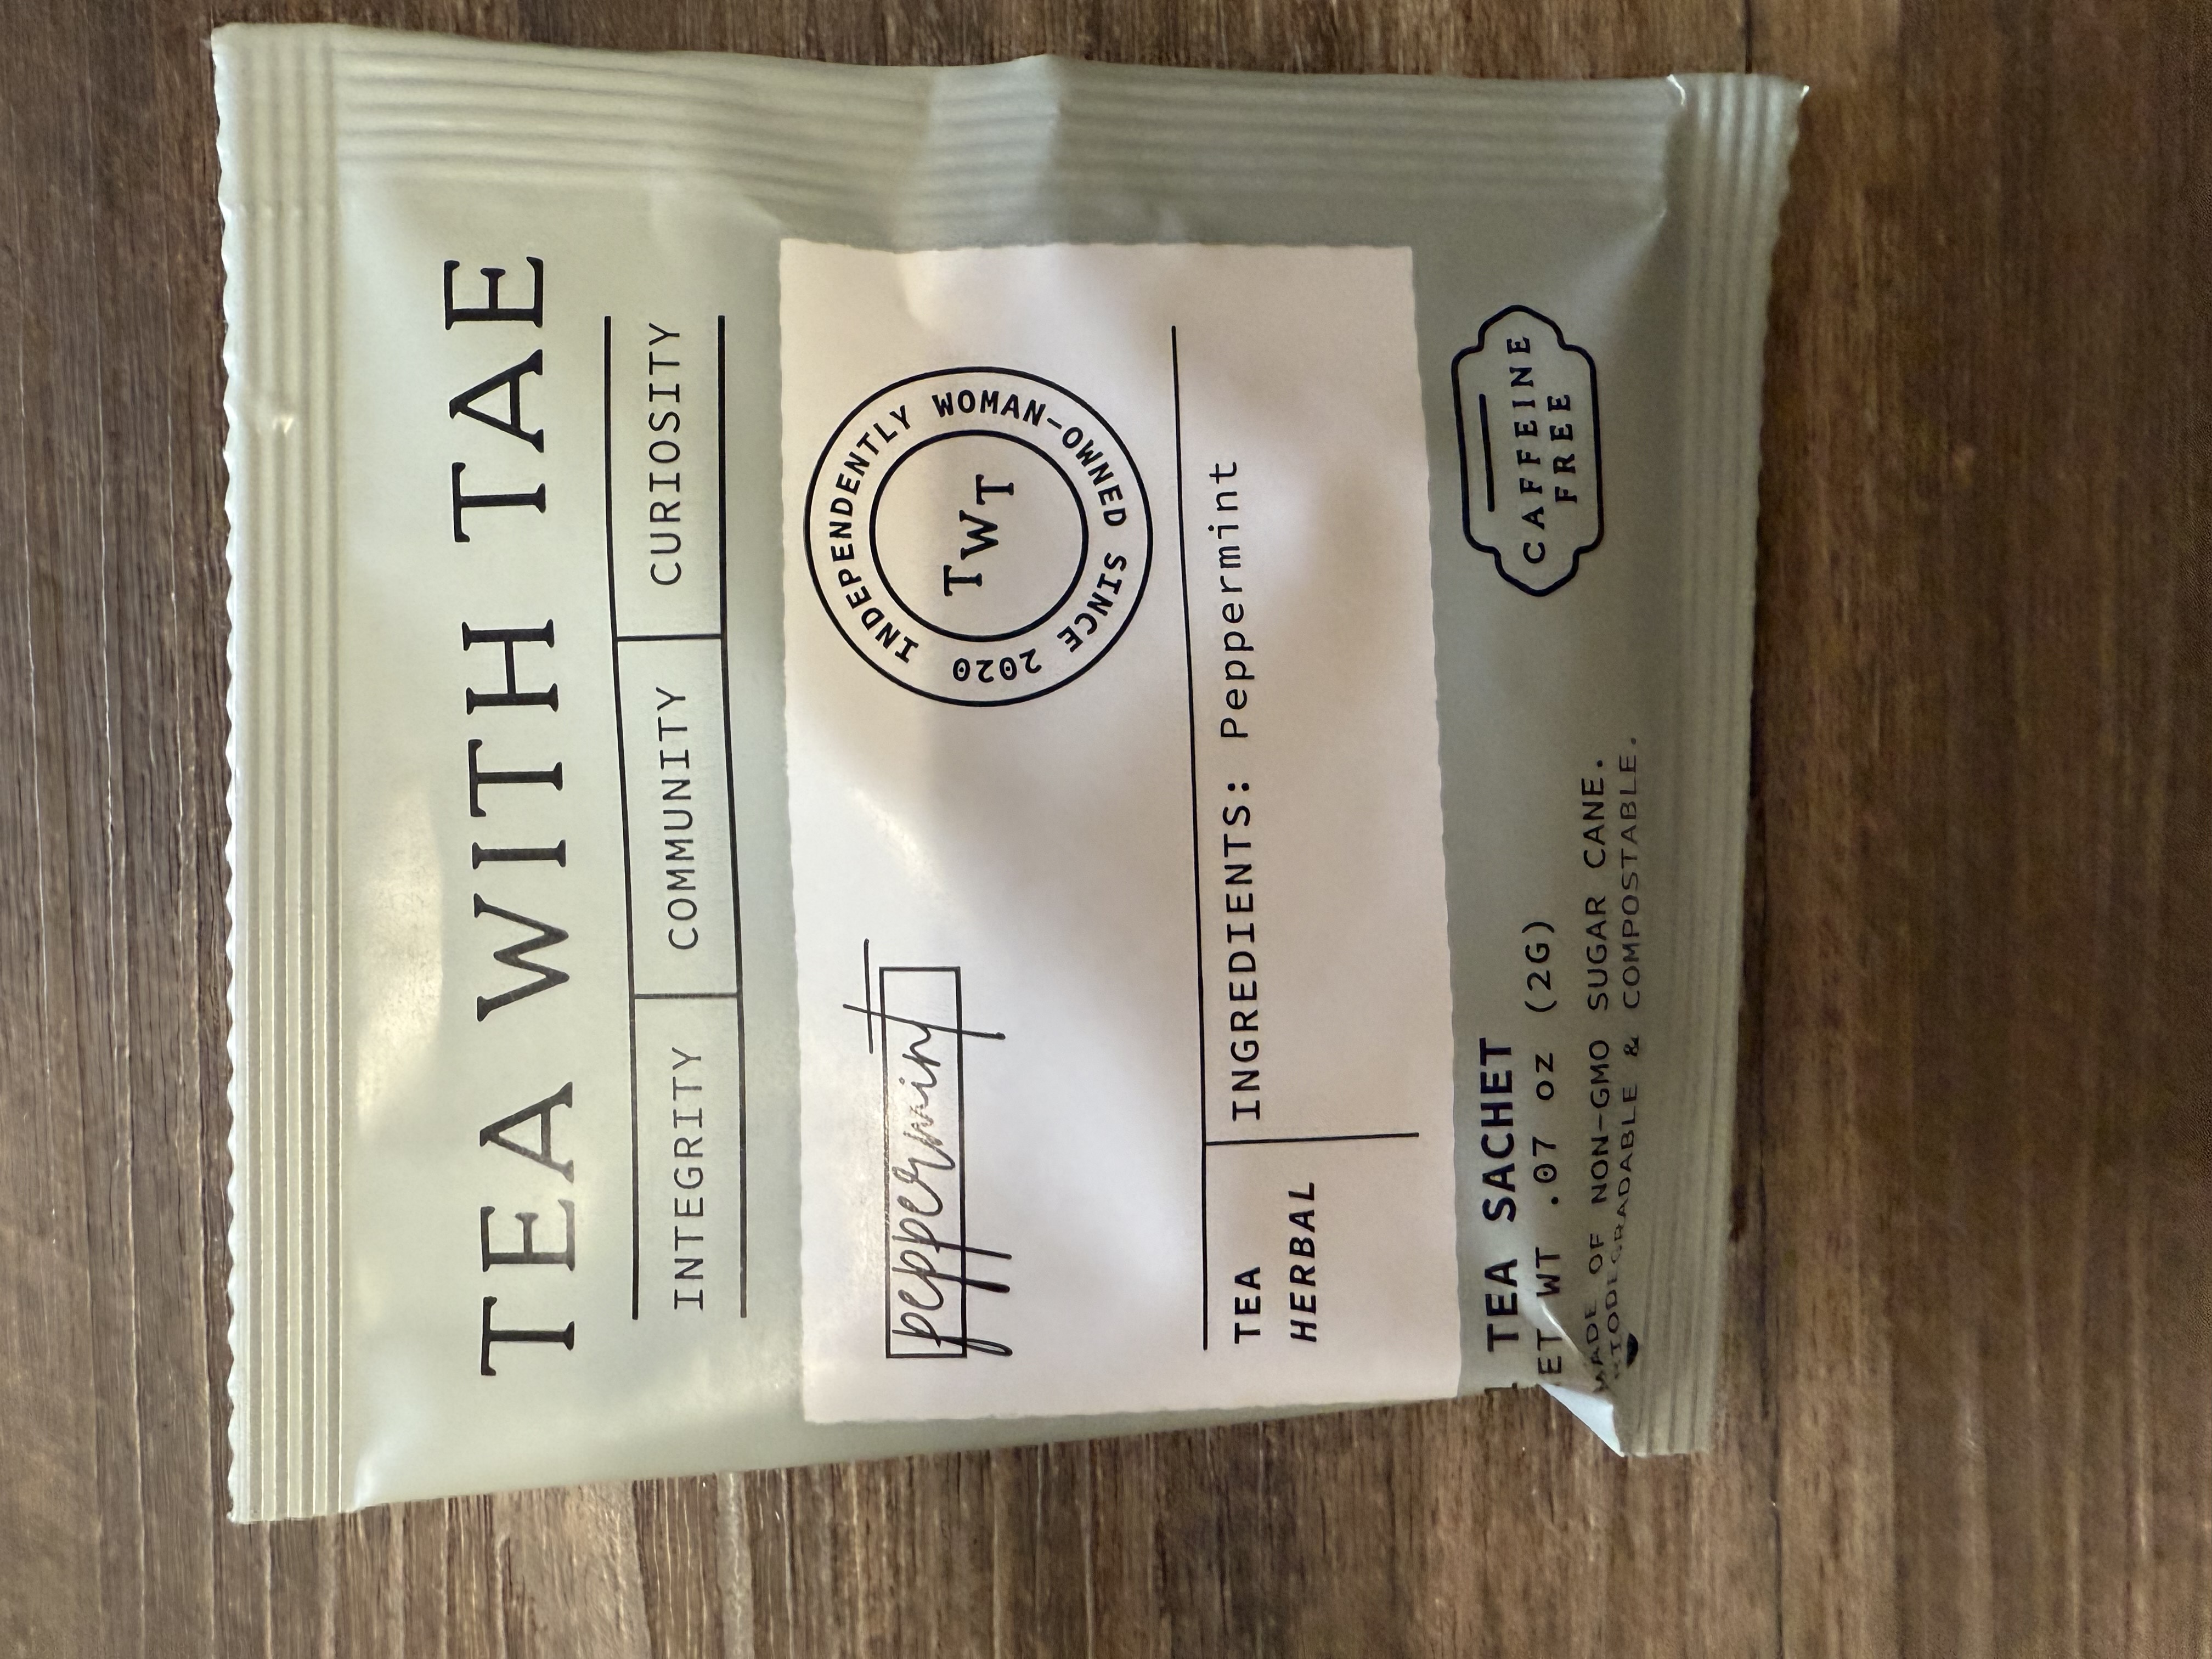 TEA WITH TAE
INTEGRITY
COMMUNITY
CURIOSITY
peppermint
INDEPENDENTLY WOMAN-OWNED SINCE 2020
TWT
TEA
HERBAL
INGREDIENTS: Peppermint
TEA SACHET
WT .07 OZ (2G)
MADE OF NON-GMO SUGAR CANE.
& COMPOSTABLE.
CAFFEINE
FREE